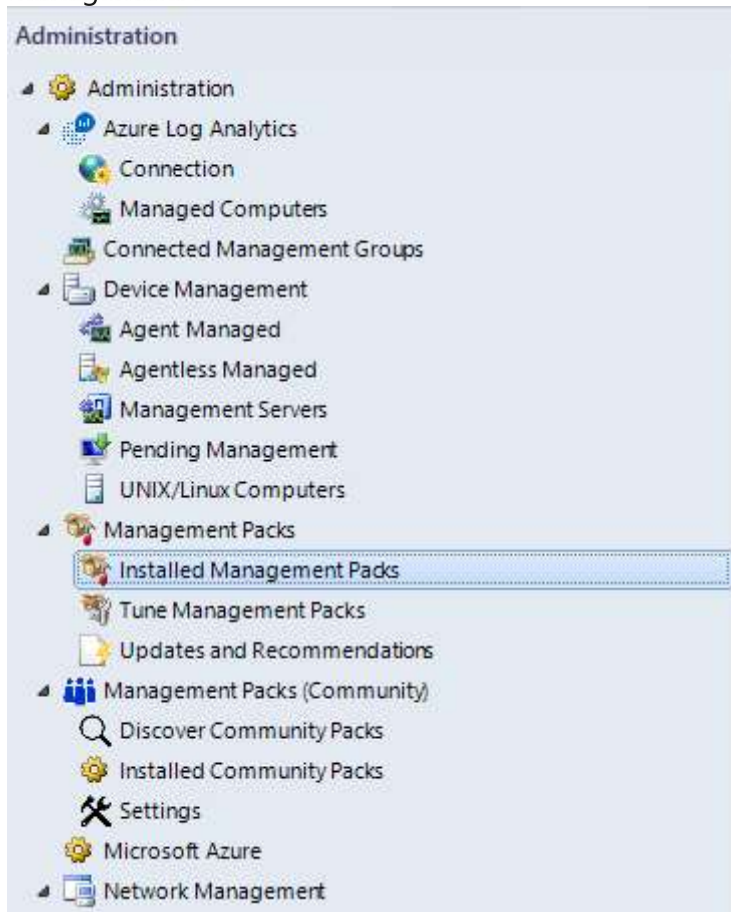 Administration
Administration
Azure Log Analytics
Connection
Managed Computers
Connected Management Groups
Device Management
Agent Managed
Agentless Managed
Management Servers
Pending Management
UNIX/Linux Computers
Management Packs
Installed Management Packs
Tune Management Packs
Updates and Recommendations
Management Packs (Community)
Discover Community Packs
Installed Community Packs
Settings
Microsoft Azure
Network Management